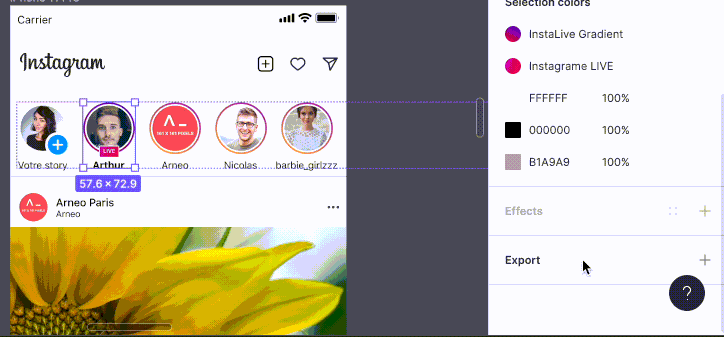 Carrier
Instagram
LIVE
Votre story
Arthur
Arneo
Nicolas
barbie_girlzzz
57.6 × 72.9
Arneo Paris
Arneo
Selection colors
InstaLive Gradient
Instagrame LIVE
FFFFFF 100%
000000 100%
B1A9A9 100%
Effects
Export
?